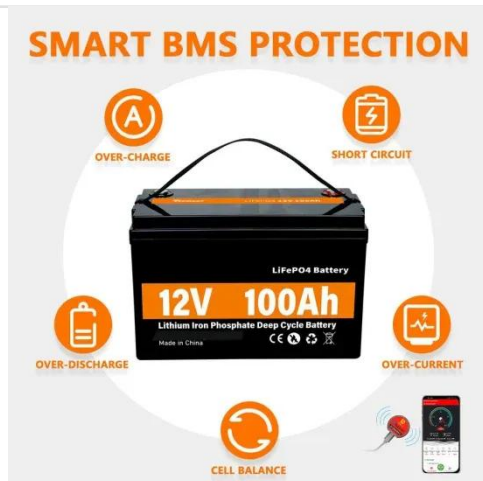 SMART BMS PROTECTION
OVER-CHARGE
SHORT CIRCUIT
LiFePO4 Battery
12V 100Ah
Lithium Iron Phosphate Deep Cycle Battery
Made in China
CE
OVER-DISCHARGE
OVER-CURRENT
CELL BALANCE